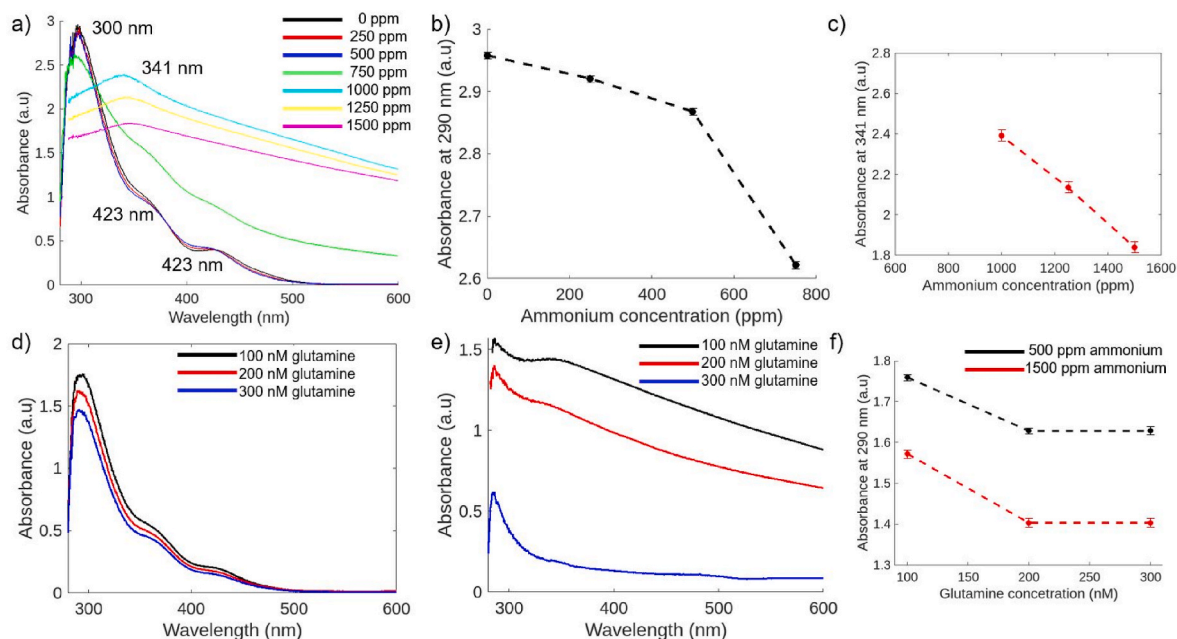 a)
Absorbance (a.u)
3
2.5
2
1.5
1
0.5
0
300 nm
341 nm
423 nm
423 nm
0 ppm
250 ppm
500 ppm
750 ppm
1000 ppm
1250 ppm
1500 ppm
300 400 500 600
Wavelength (nm)
b)
Absorbance at 290 nm (a.u)
3
2.9
2.8
2.7
2.6
0 200 400 600 800
Ammonium concentration (ppm)
c)
Absorbance at 341 nm (a.u)
2.8
2.6
2.4
2.2
2
1.8
600 800 1000 1200 1400 1600
Ammonium concentration (ppm)
d)
Absorbance (a.u)
2
1.5
1
0.5
0
100 nM glutamine
200 nM glutamine
300 nM glutamine
300 400 500 600
Wavelength (nm)
e)
Absorbance (a.u)
1.5
1
0.5
0
100 nM glutamine
200 nM glutamine
300 nM glutamine
300 400 500 600
Wavelength (nm)
f)
500 ppm ammonium
1500 ppm ammonium
Absorbance at 290 nm (a.u)
1.8
1.7
1.6
1.5
1.4
1.3
100 150 200 250 300
Glutamine concetration (nM)